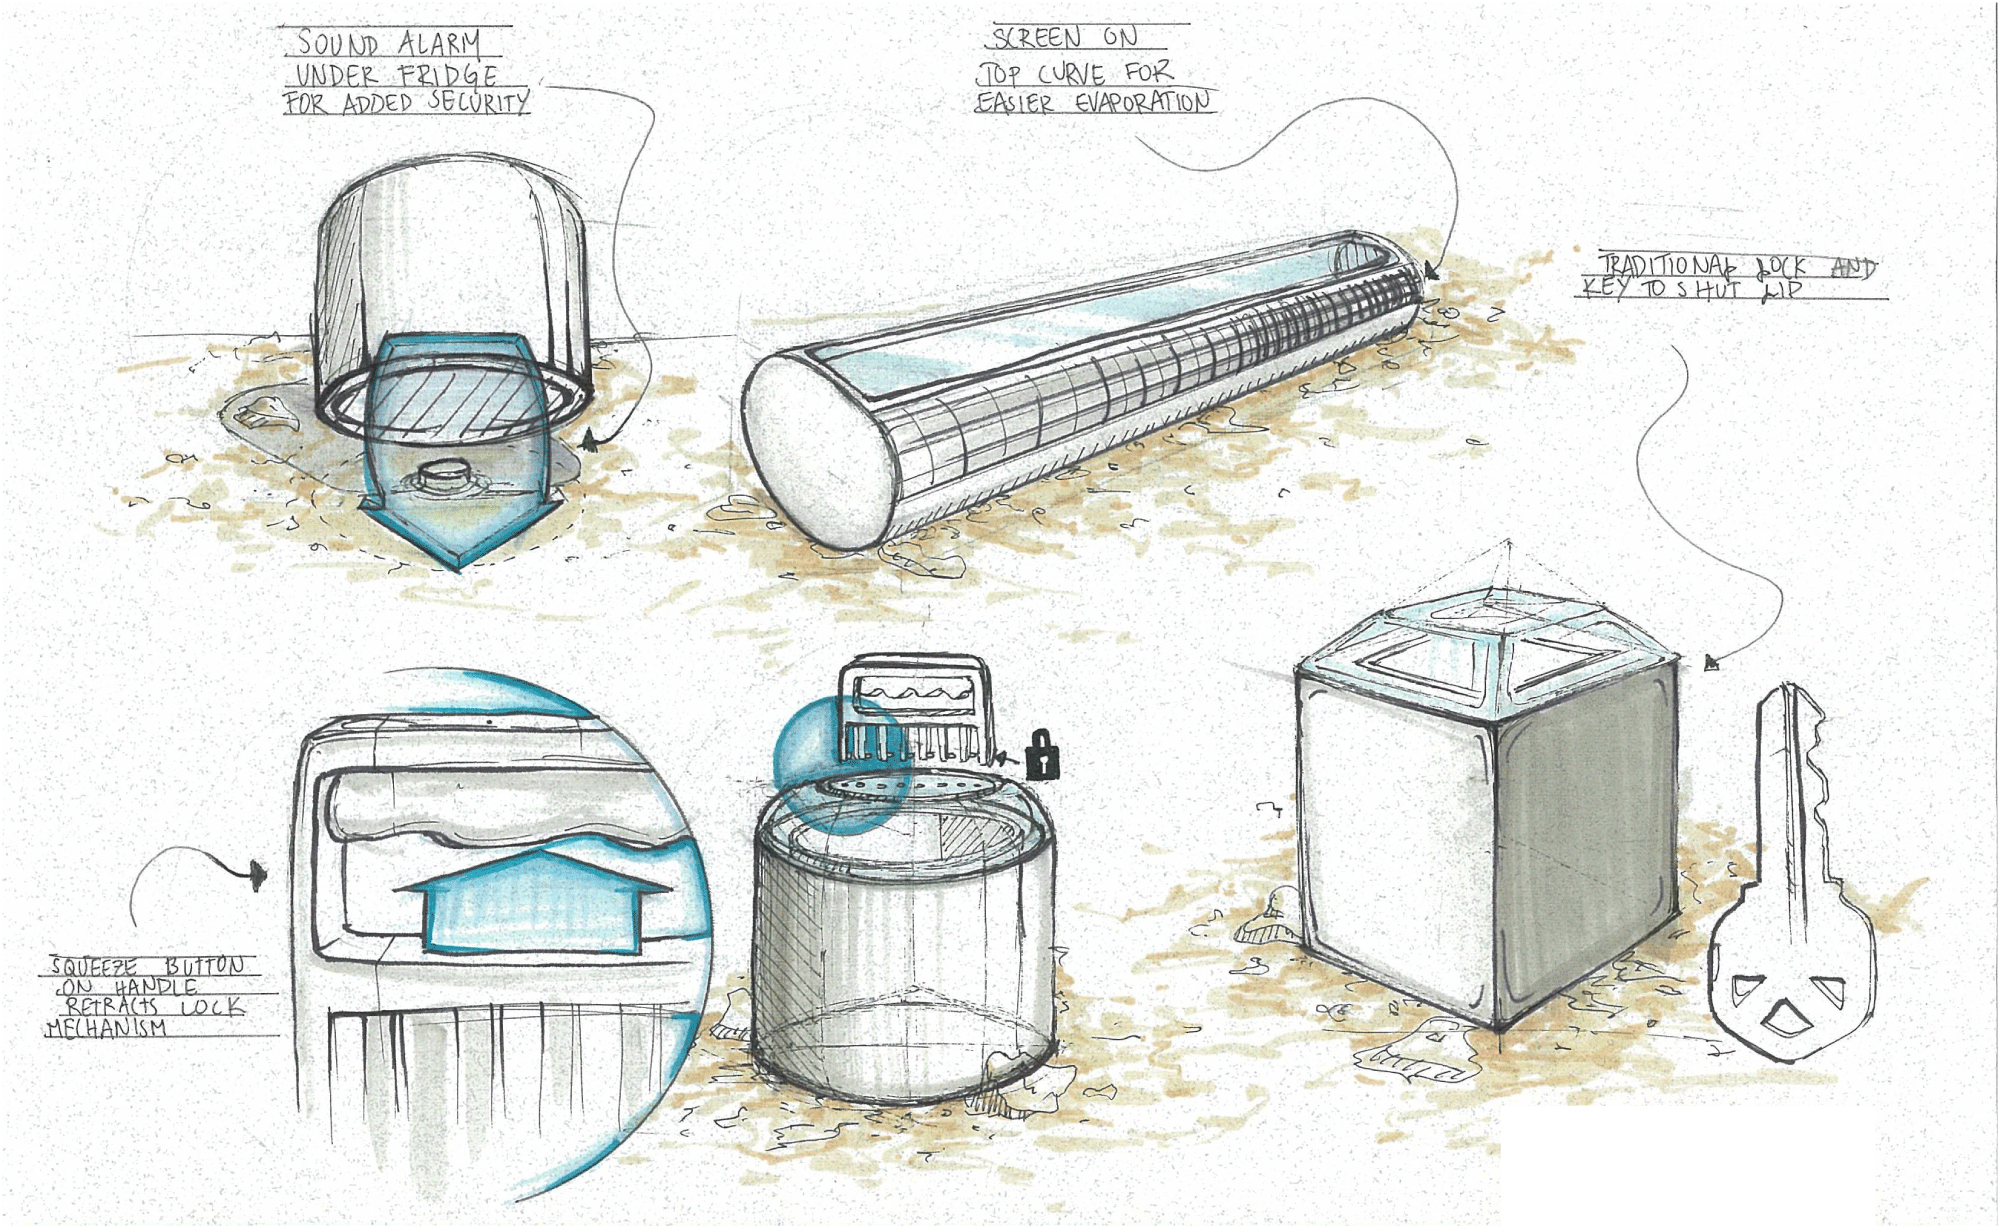 SOUND ALARM
UNDER FRIDGE
FOR ADDED SECURITY
SCREEN ON
TOP CURVE FOR
EASIER EVAPORATION
TRADITIONAL LOCK AND
KEY TO SHUT LIP
SQUEEZE BUTTON
ON HANDLE
RETRACTS LOCK
MECHANISM